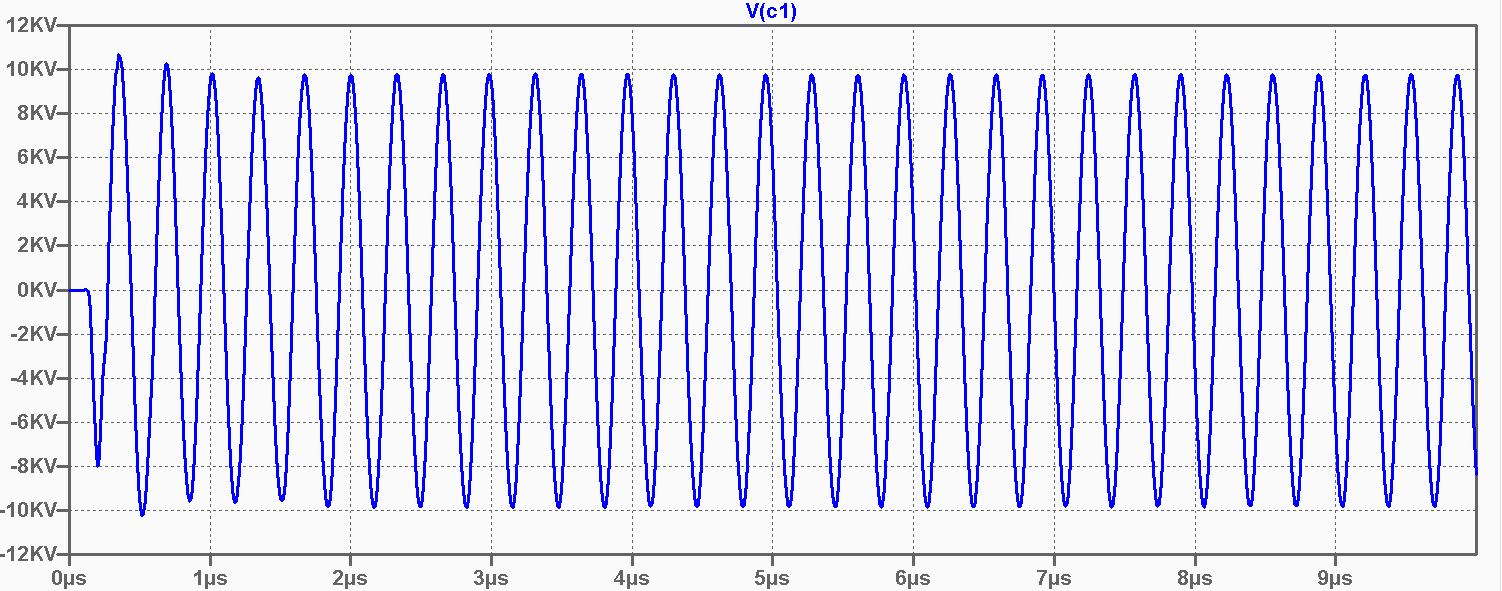 V(c1)
12KV
10KV
8KV
6KV
4KV
2KV
0KV
-2KV
-4KV
-6KV
-8KV
-10KV
-12KV
0µs 1µs 2µs 3µs 4µs 5µs 6µs 7µs 8µs 9µs